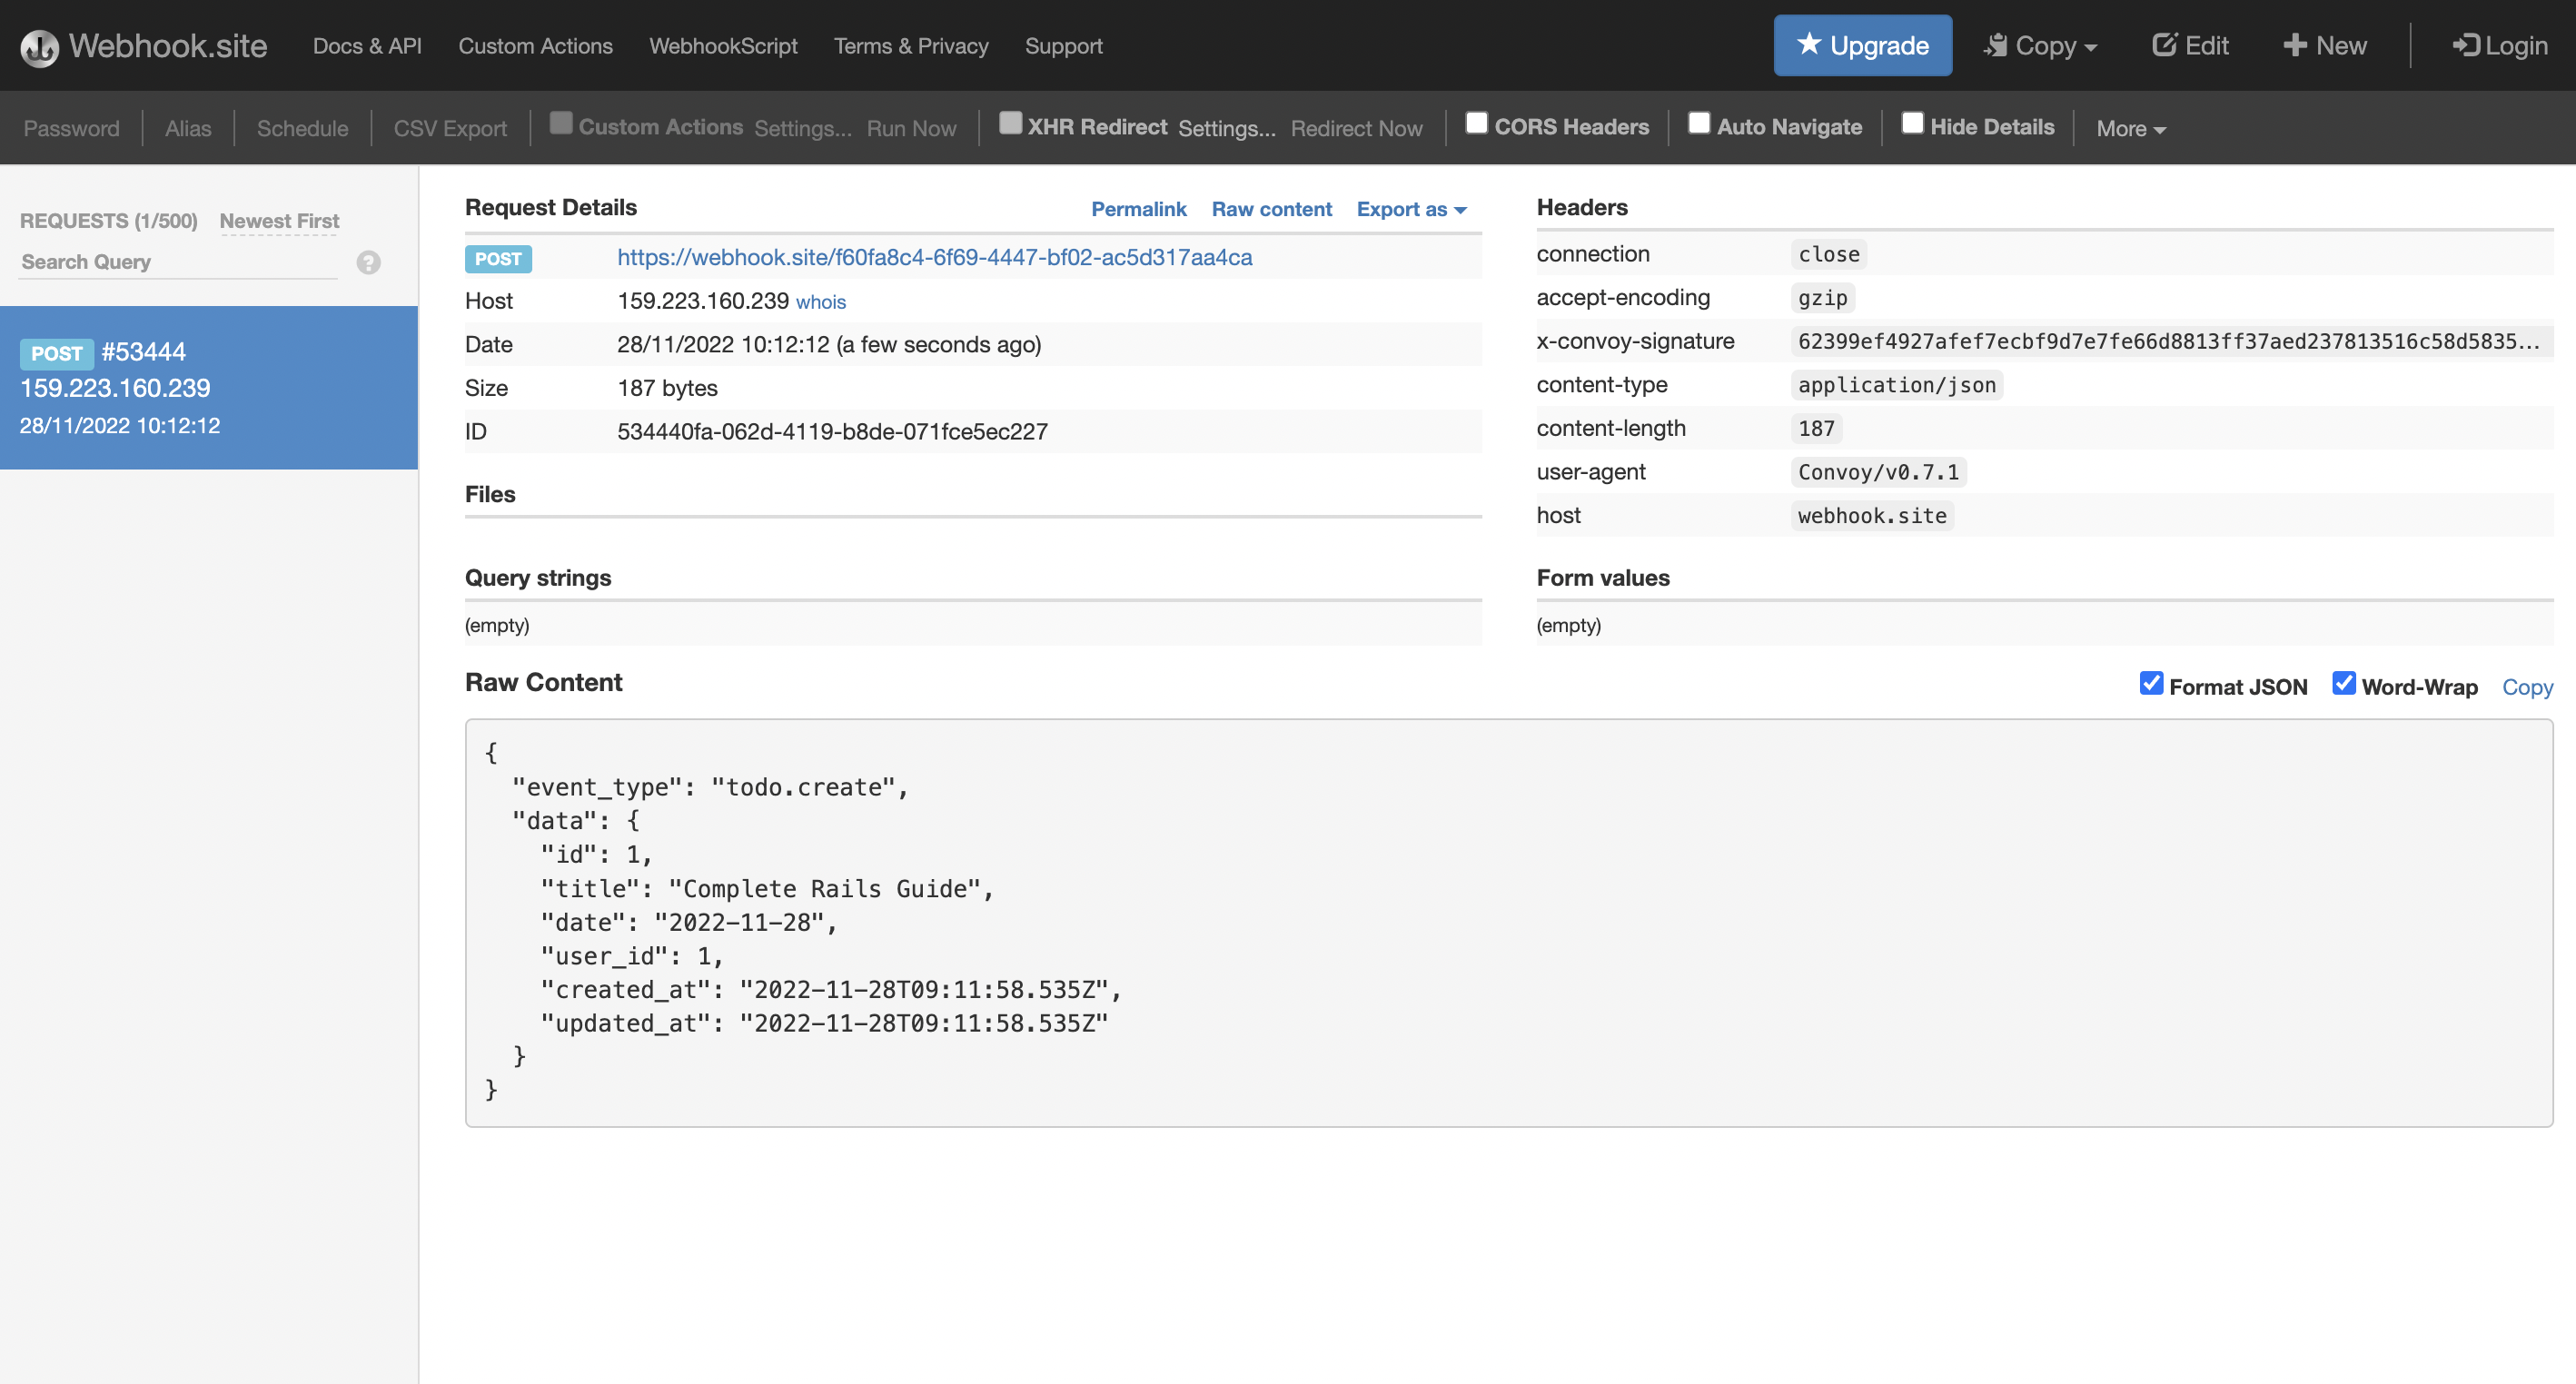 Webhook.site Docs & API Custom Actions WebhookScript Terms & Privacy Support Upgrade Copy Edit New Login
Password Alias Schedule CSV Export Custom Actions Settings... Run Now XHR Redirect Settings... Redirect Now CORS Headers Auto Navigate Hide Details More
REQUESTS (1/500) Newest First
Search Query ?
POST #53444
159.223.160.239
28/11/2022 10:12:12
Request Details Permalink Raw content Export as
POST https://webhook.site/f60fa8c4-6f69-4447-bf02-ac5d317aa4ca
Host 159.223.160.239 whois
Date 28/11/2022 10:12:12 (a few seconds ago)
Size 187 bytes
ID 534440fa-062d-4119-b8de-071fce5ec227
Files
Headers
connection close
accept-encoding gzip
x-convoy-signature 62399ef4927afef7ecbf9d7e7fe66d8813ff37aed237813516c58d5835...
content-type application/json
content-length 187
user-agent Convoy/v0.7.1
host webhook.site
Query strings
(empty)
Form values
(empty)
Raw Content Format JSON Word-Wrap Copy
{
"event_type": "todo.create",
"data": {
"id": 1,
"title": "Complete Rails Guide",
"date": "2022-11-28",
"user_id": 1,
"created_at": "2022-11-28T09:11:58.535Z",
"updated_at": "2022-11-28T09:11:58.535Z"
}
}